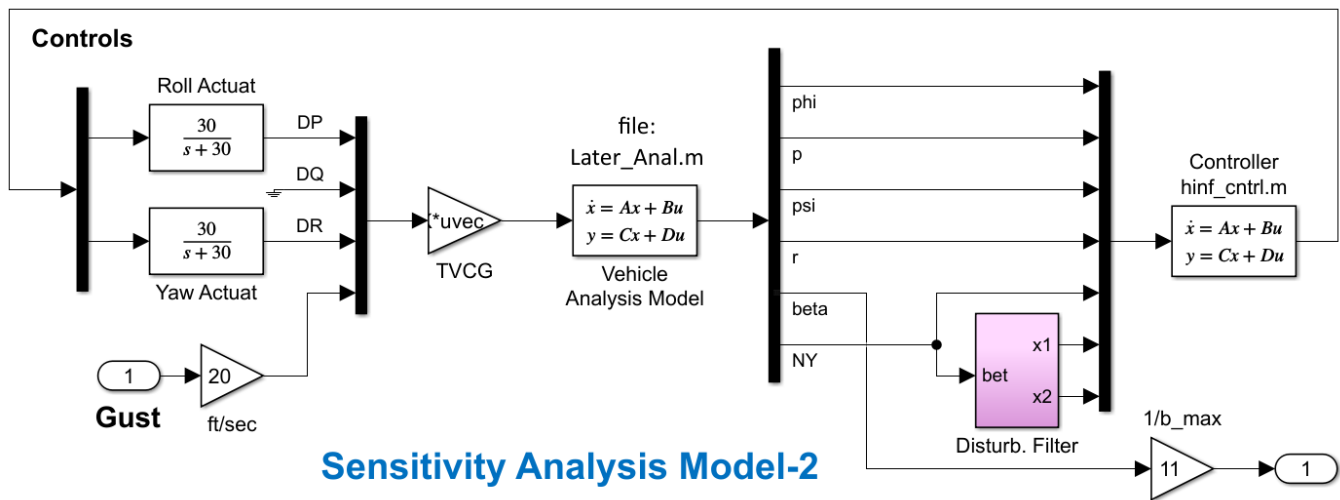 Controls
Roll Actuat
30
s + 30
DP
DQ
30
s + 30
DR
Yaw Actuat
1
Gust
20
ft/sec
*uvec
TVCG
file:
Later_Anal.m
ẋ = Ax + Bu
y = Cx + Du
Vehicle
Analysis Model
phi
p
psi
r
beta
NY
bet
x1
x2
Disturb. Filter
Controller
hinf_cntrl.m
ẋ = Ax + Bu
y = Cx + Du
1/b_max
11
1
Sensitivity Analysis Model-2